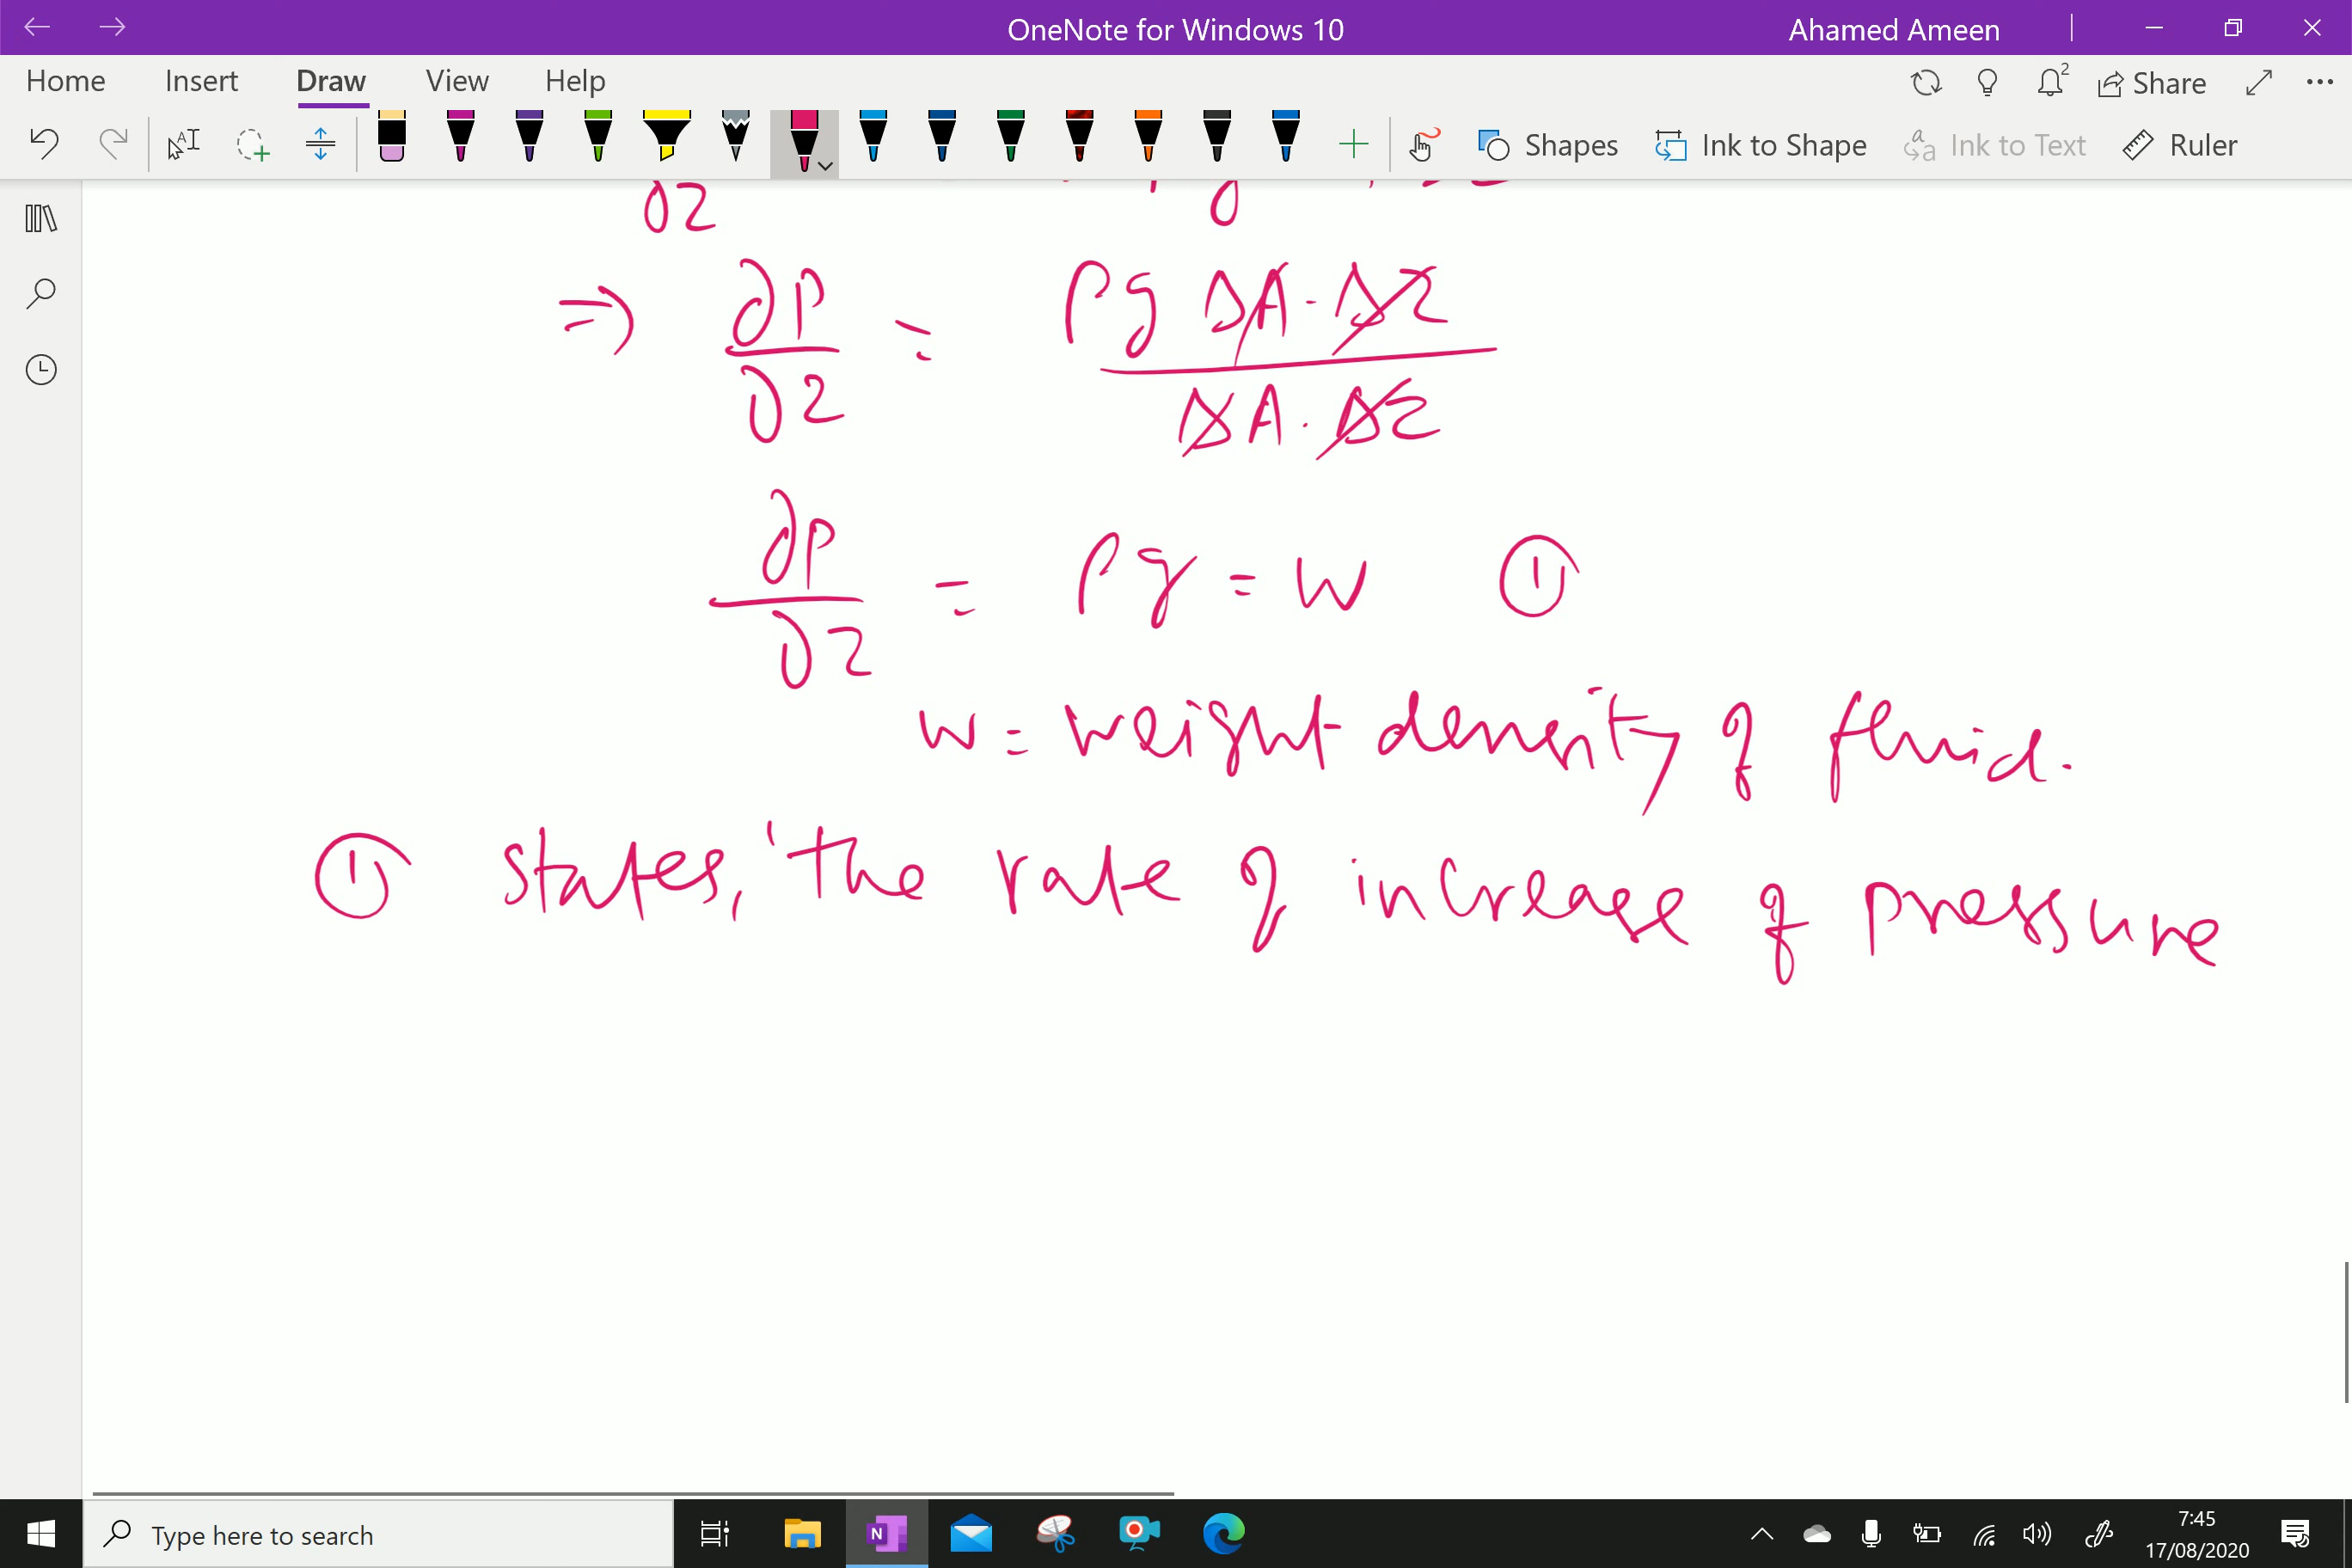 OneNote for Windows 10 Ahamed Ameen
Home Insert Draw View Help 2 Share
Shapes Ink to Shape Ink to Text Ruler
∂z g
⇒ ∂P = ρg ΔA·ΔZ
∂z ΔA·ΔZ
∂P = ρg = w ①
∂z
w = weight density of fluid.
① states, 'the rate of increase of pressure
Type here to search
7:45
17/08/2020